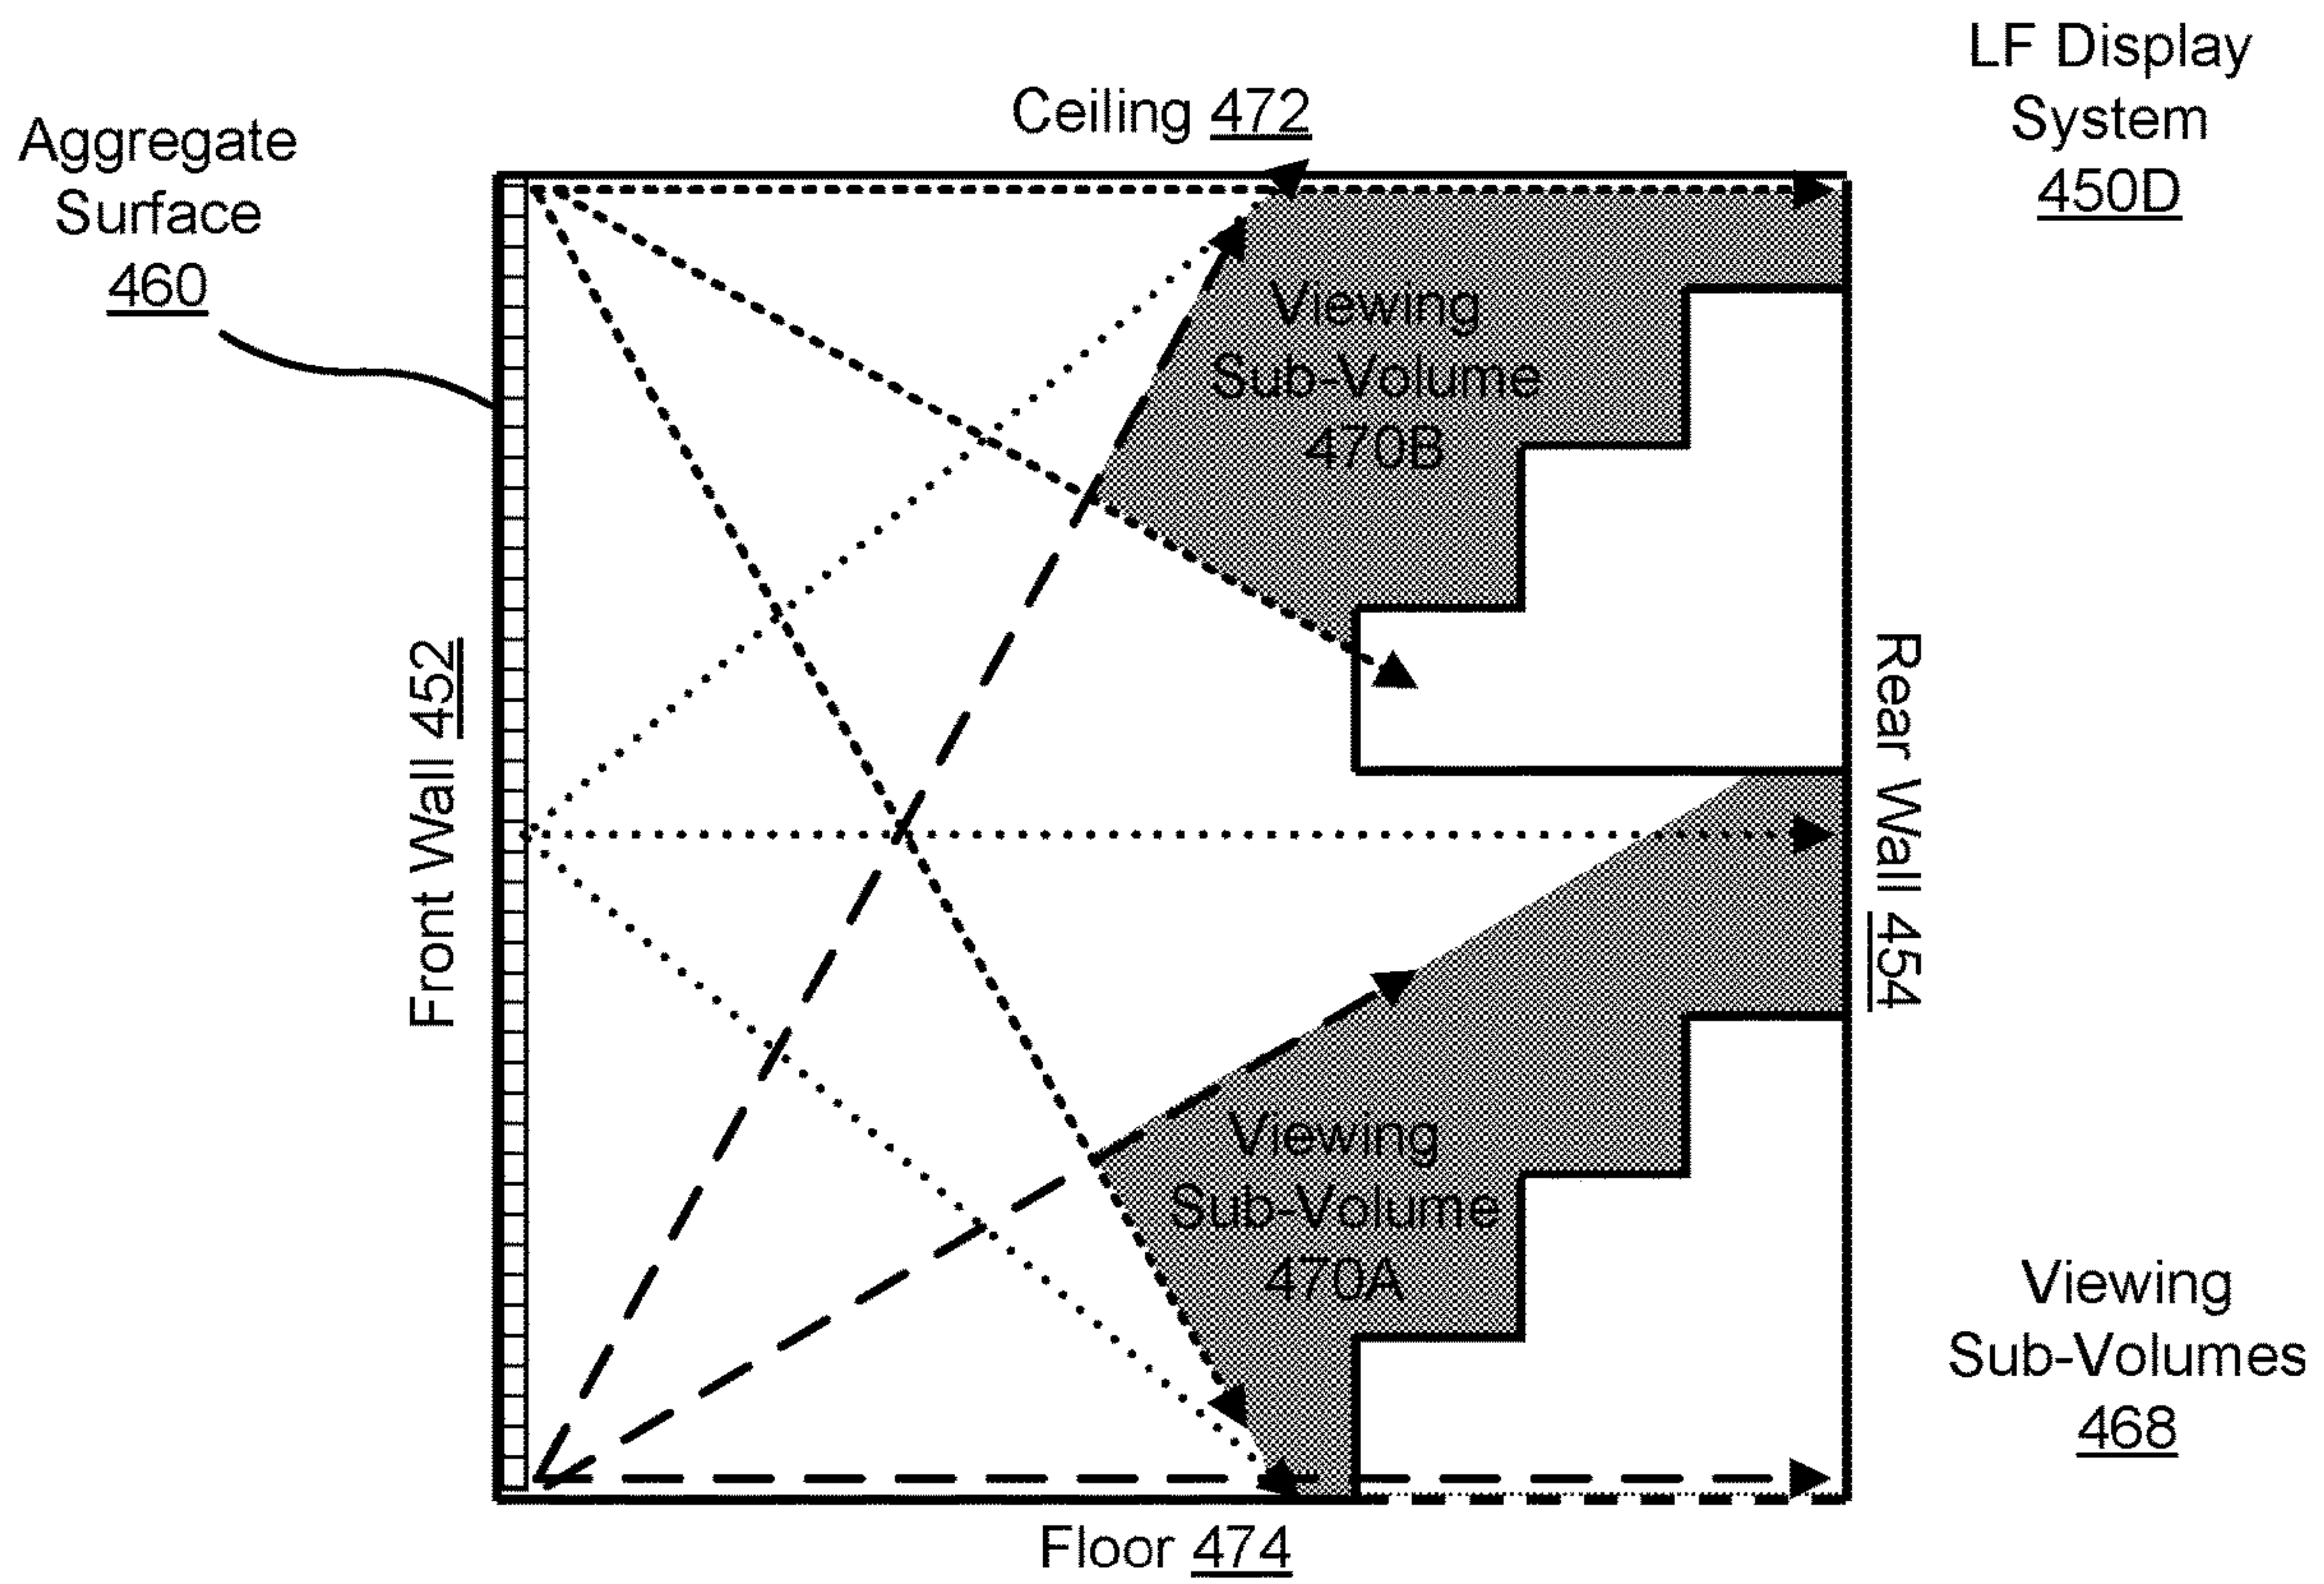 LF Display
System
450D
Ceiling 472
Aggregate
Surface
460
Viewing
Sub-Volume
470B
Front Wall 452
Rear Wall 454
Viewing
Sub-Volume
470A
Viewing
Sub-Volumes
468
Floor 474